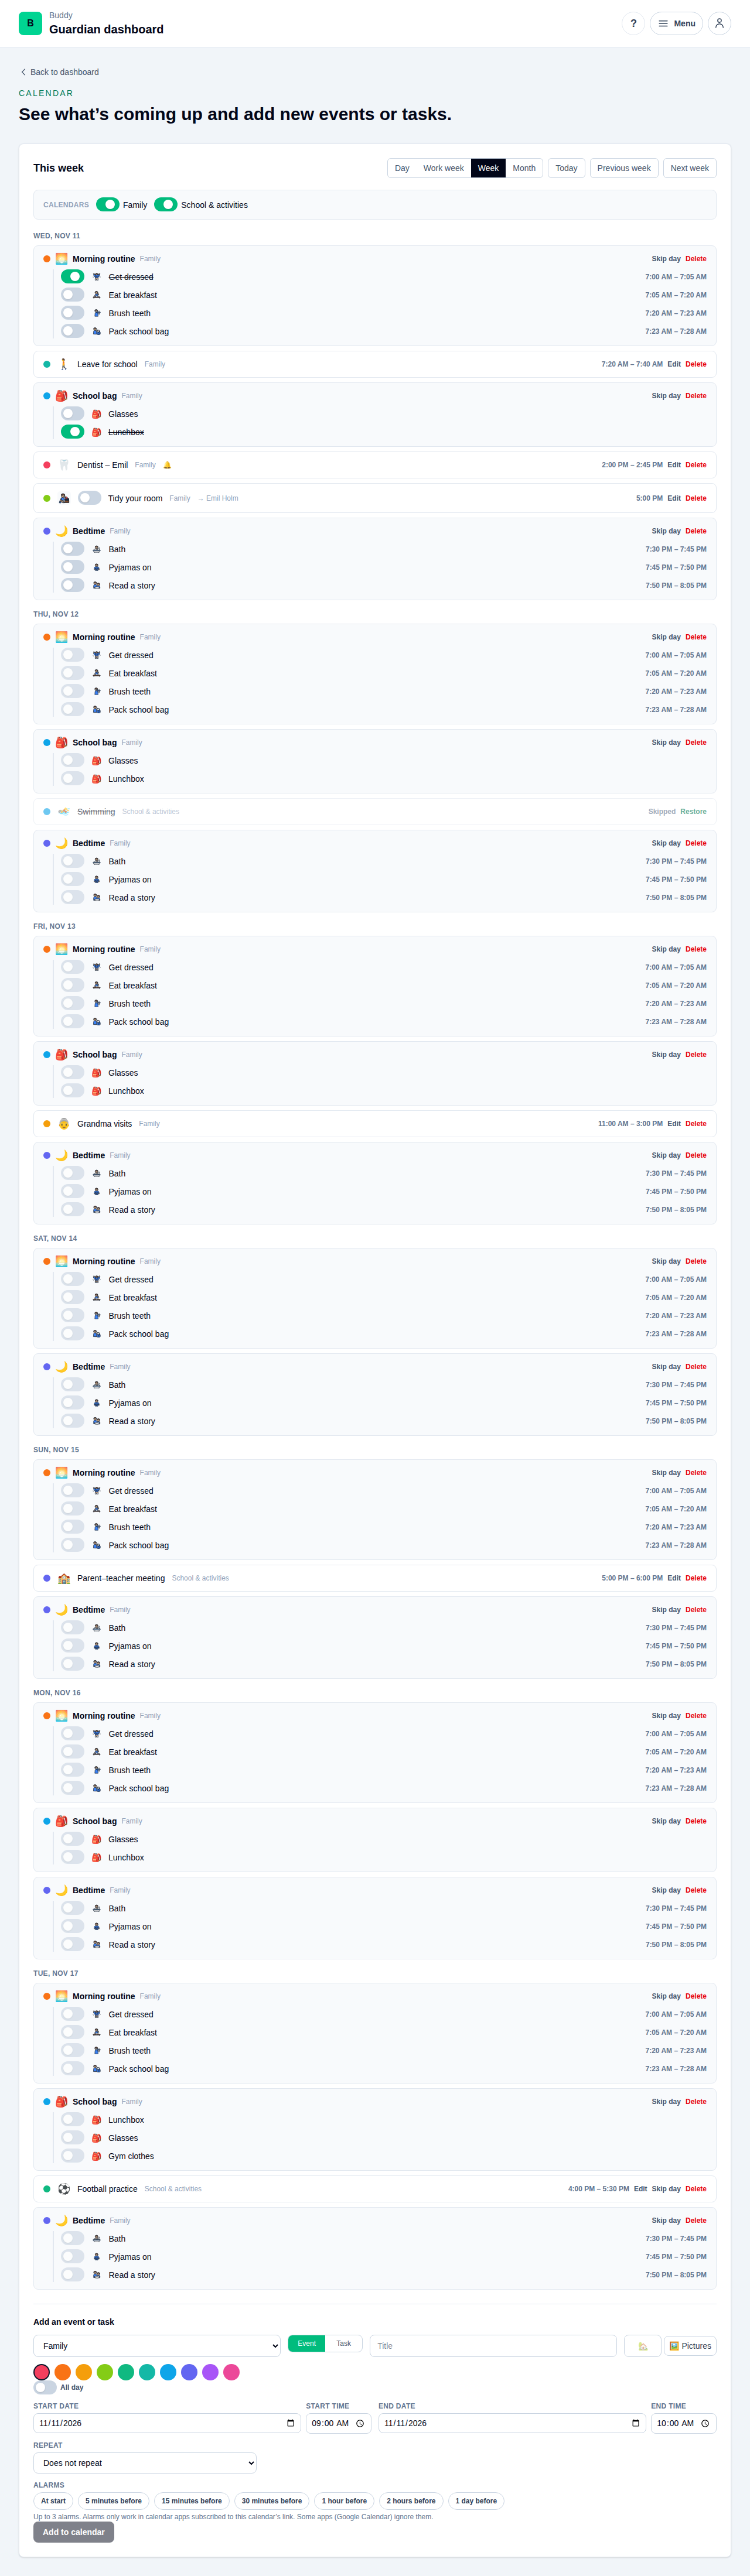 B
Buddy
Guardian dashboard
?
Menu
Back to dashboard
CALENDAR
See what’s coming up and add new events or tasks.
This week
Day Work week Week Month Today Previous week Next week
CALENDARS Family School & activities
WED, NOV 11
Morning routine Family Skip day Delete
Get dressed 7:00 AM – 7:05 AM
Eat breakfast 7:05 AM – 7:20 AM
Brush teeth 7:20 AM – 7:23 AM
Pack school bag 7:23 AM – 7:28 AM
Leave for school Family 7:20 AM – 7:40 AM Edit Delete
School bag Family Skip day Delete
Glasses
Lunchbox
Dentist – Emil Family 2:00 PM – 2:45 PM Edit Delete
Tidy your room Family → Emil Holm 5:00 PM Edit Delete
Bedtime Family Skip day Delete
Bath 7:30 PM – 7:45 PM
Pyjamas on 7:45 PM – 7:50 PM
Read a story 7:50 PM – 8:05 PM
THU, NOV 12
Morning routine Family Skip day Delete
Get dressed 7:00 AM – 7:05 AM
Eat breakfast 7:05 AM – 7:20 AM
Brush teeth 7:20 AM – 7:23 AM
Pack school bag 7:23 AM – 7:28 AM
School bag Family Skip day Delete
Glasses
Lunchbox
Swimming School & activities Skipped Restore
Bedtime Family Skip day Delete
Bath 7:30 PM – 7:45 PM
Pyjamas on 7:45 PM – 7:50 PM
Read a story 7:50 PM – 8:05 PM
FRI, NOV 13
Morning routine Family Skip day Delete
Get dressed 7:00 AM – 7:05 AM
Eat breakfast 7:05 AM – 7:20 AM
Brush teeth 7:20 AM – 7:23 AM
Pack school bag 7:23 AM – 7:28 AM
School bag Family Skip day Delete
Glasses
Lunchbox
Grandma visits Family 11:00 AM – 3:00 PM Edit Delete
Bedtime Family Skip day Delete
Bath 7:30 PM – 7:45 PM
Pyjamas on 7:45 PM – 7:50 PM
Read a story 7:50 PM – 8:05 PM
SAT, NOV 14
Morning routine Family Skip day Delete
Get dressed 7:00 AM – 7:05 AM
Eat breakfast 7:05 AM – 7:20 AM
Brush teeth 7:20 AM – 7:23 AM
Pack school bag 7:23 AM – 7:28 AM
Bedtime Family Skip day Delete
Bath 7:30 PM – 7:45 PM
Pyjamas on 7:45 PM – 7:50 PM
Read a story 7:50 PM – 8:05 PM
SUN, NOV 15
Morning routine Family Skip day Delete
Get dressed 7:00 AM – 7:05 AM
Eat breakfast 7:05 AM – 7:20 AM
Brush teeth 7:20 AM – 7:23 AM
Pack school bag 7:23 AM – 7:28 AM
Parent–teacher meeting School & activities 5:00 PM – 6:00 PM Edit Delete
Bedtime Family Skip day Delete
Bath 7:30 PM – 7:45 PM
Pyjamas on 7:45 PM – 7:50 PM
Read a story 7:50 PM – 8:05 PM
MON, NOV 16
Morning routine Family Skip day Delete
Get dressed 7:00 AM – 7:05 AM
Eat breakfast 7:05 AM – 7:20 AM
Brush teeth 7:20 AM – 7:23 AM
Pack school bag 7:23 AM – 7:28 AM
School bag Family Skip day Delete
Glasses
Lunchbox
Bedtime Family Skip day Delete
Bath 7:30 PM – 7:45 PM
Pyjamas on 7:45 PM – 7:50 PM
Read a story 7:50 PM – 8:05 PM
TUE, NOV 17
Morning routine Family Skip day Delete
Get dressed 7:00 AM – 7:05 AM
Eat breakfast 7:05 AM – 7:20 AM
Brush teeth 7:20 AM – 7:23 AM
Pack school bag 7:23 AM – 7:28 AM
School bag Family Skip day Delete
Lunchbox
Glasses
Gym clothes
Football practice School & activities 4:00 PM – 5:30 PM Edit Skip day Delete
Bedtime Family Skip day Delete
Bath 7:30 PM – 7:45 PM
Pyjamas on 7:45 PM – 7:50 PM
Read a story 7:50 PM – 8:05 PM
Add an event or task
Family Event Task Title Pictures
All day
START DATE START TIME END DATE END TIME
11/11/2026 09:00 AM 11/11/2026 10:00 AM
REPEAT
Does not repeat
ALARMS
At start 5 minutes before 15 minutes before 30 minutes before 1 hour before 2 hours before 1 day before
Up to 3 alarms. Alarms only work in calendar apps subscribed to this calendar’s link. Some apps (Google Calendar) ignore them.
Add to calendar